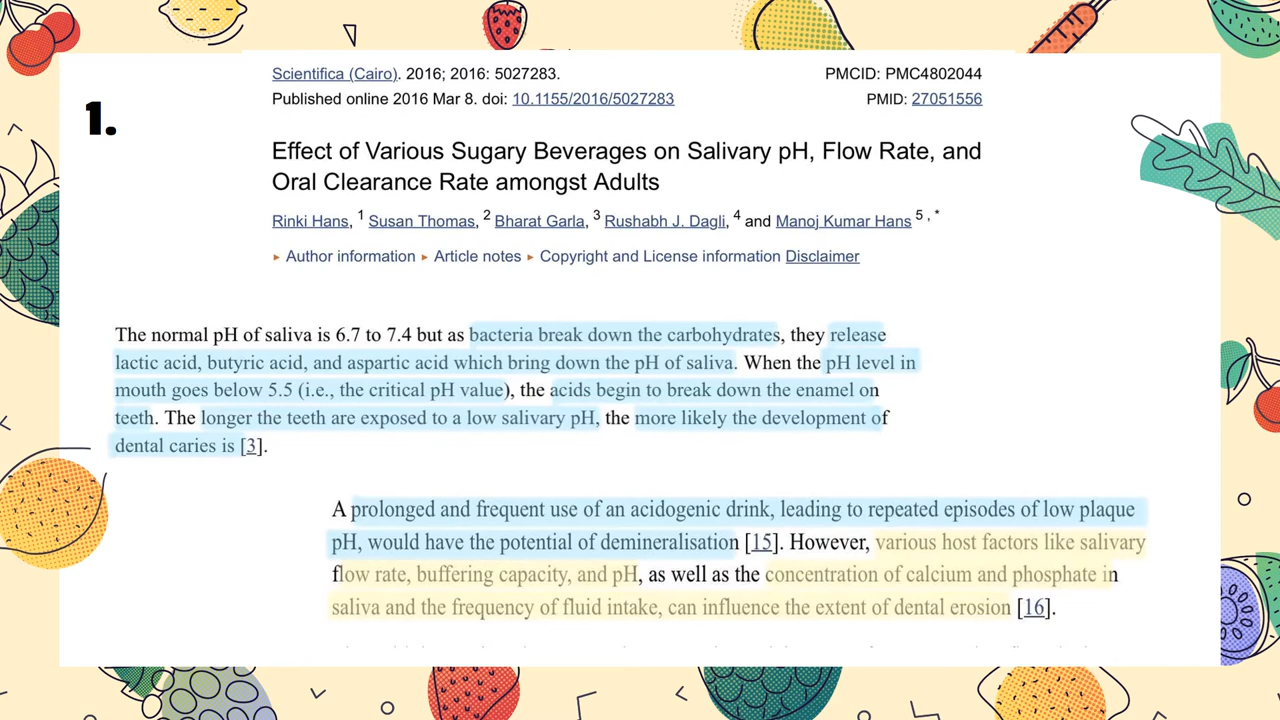 1.
Scientifica (Cairo). 2016; 2016: 5027283. PMCID: PMC4802044
Published online 2016 Mar 8. doi: 10.1155/2016/5027283 PMID: 27051556
Effect of Various Sugary Beverages on Salivary pH, Flow Rate, and
Oral Clearance Rate amongst Adults
Rinki Hans, 1 Susan Thomas, 2 Bharat Garla, 3 Rushabh J. Dagli, 4 and Manoj Kumar Hans 5 , *
▸ Author information ▸ Article notes ▸ Copyright and License information Disclaimer
The normal pH of saliva is 6.7 to 7.4 but as bacteria break down the carbohydrates, they release
lactic acid, butyric acid, and aspartic acid which bring down the pH of saliva. When the pH level in
mouth goes below 5.5 (i.e., the critical pH value), the acids begin to break down the enamel on
teeth. The longer the teeth are exposed to a low salivary pH, the more likely the development of
dental caries is [3].
A prolonged and frequent use of an acidogenic drink, leading to repeated episodes of low plaque
pH, would have the potential of demineralisation [15]. However, various host factors like salivary
flow rate, buffering capacity, and pH, as well as the concentration of calcium and phosphate in
saliva and the frequency of fluid intake, can influence the extent of dental erosion [16].